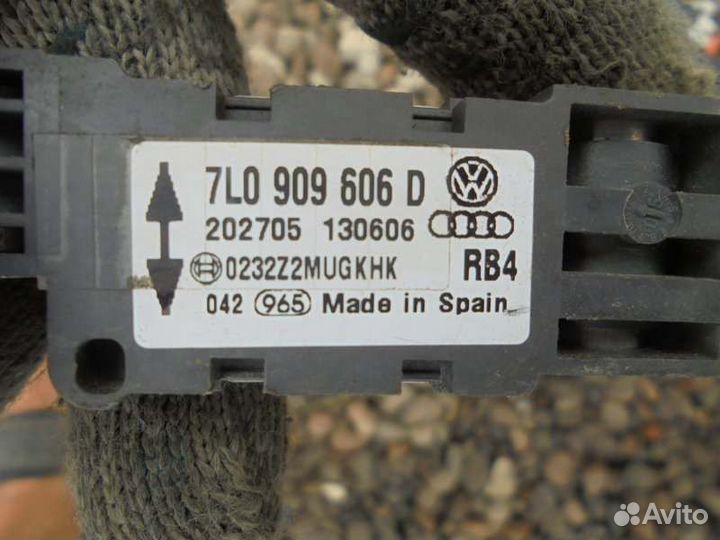 7L0 909 606 D
202705 130606
0232Z2MUGKHK RB4
042 965 Made in Spain
Avito